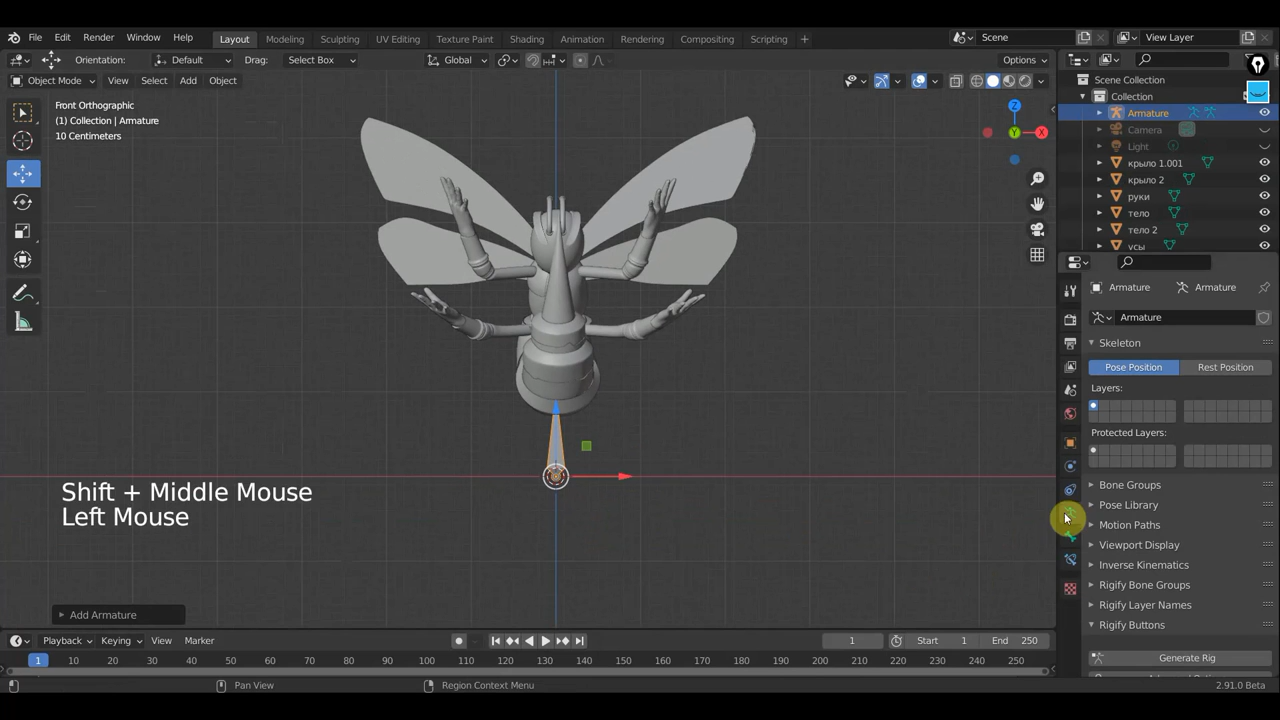 File Edit Render Window Help Layout Modeling Sculpting UV Editing Texture Paint Shading Animation Rendering Compositing Scripting + Scene View Layer
Orientation: Default Drag: Select Box Global Options
Object Mode View Select Add Object
Front Orthographic
(1) Collection | Armature
10 Centimeters
Z
Y
X
Scene Collection
Collection
Armature
Camera
Light
крыло 1.001
крыло 2
руки
тело
тело 2
усы
Armature Armature
Armature
Skeleton
Pose Position Rest Position
Layers:
Protected Layers:
Bone Groups
Pose Library
Motion Paths
Viewport Display
Inverse Kinematics
Rigify Bone Groups
Rigify Layer Names
Rigify Buttons
Generate Rig
Shift + Middle Mouse
Left Mouse
Add Armature
Playback Keying View Marker 1 Start 1 End 250
1 10 20 30 40 50 60 70 80 90 100 110 120 130 140 150 160 170 180 190 200 210 220 230 240 250
Pan View Region Context Menu 2.91.0 Beta